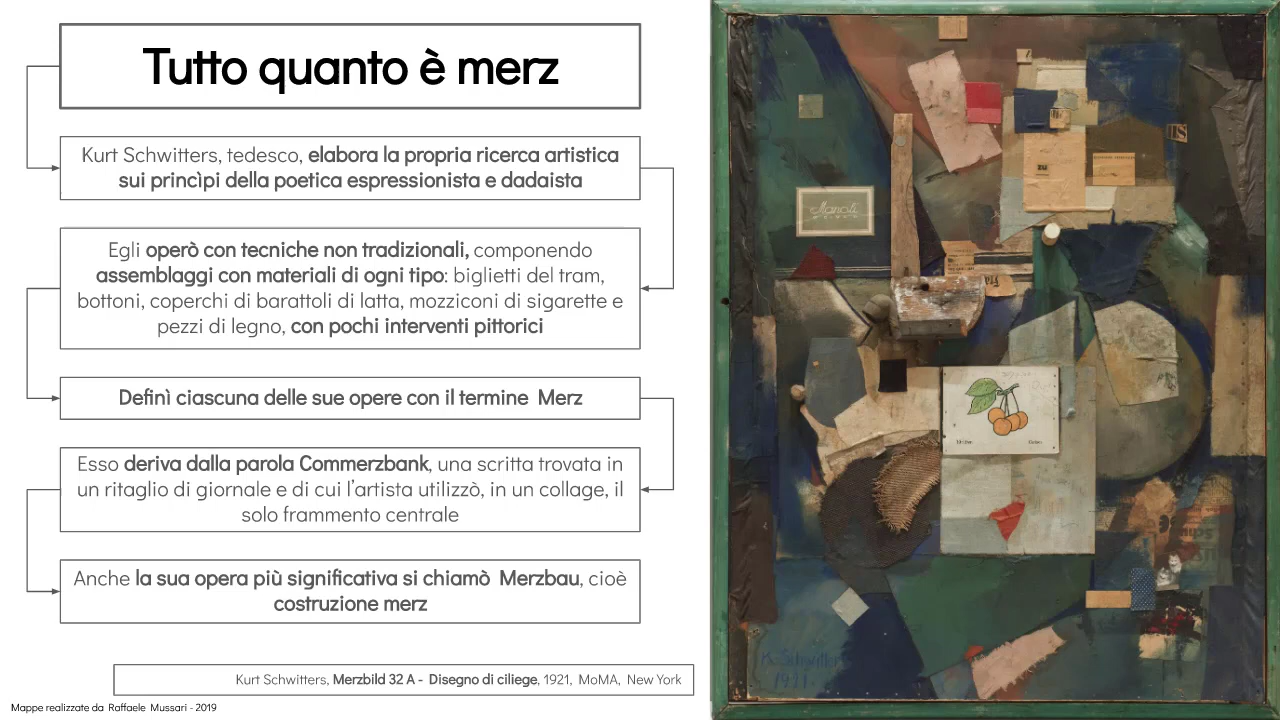 Tutto quanto è merz
Kurt Schwitters, tedesco, elabora la propria ricerca artistica
sui princìpi della poetica espressionista e dadaista
Egli operò con tecniche non tradizionali, componendo
assemblaggi con materiali di ogni tipo: biglietti del tram,
bottoni, coperchi di barattoli di latta, mozziconi di sigarette e
pezzi di legno, con pochi interventi pittorici
Definì ciascuna delle sue opere con il termine Merz
Esso deriva dalla parola Commerzbank, una scritta trovata in
un ritaglio di giornale e di cui l'artista utilizzò, in un collage, il
solo frammento centrale
Anche la sua opera più significativa si chiamò Merzbau, cioè
costruzione merz
Kurt Schwitters, Merzbild 32 A - Disegno di ciliege, 1921, MoMA, New York
Mappe realizzate da Raffaele Mussari - 2019
zu
Manoli
K. Schwitters
1921.